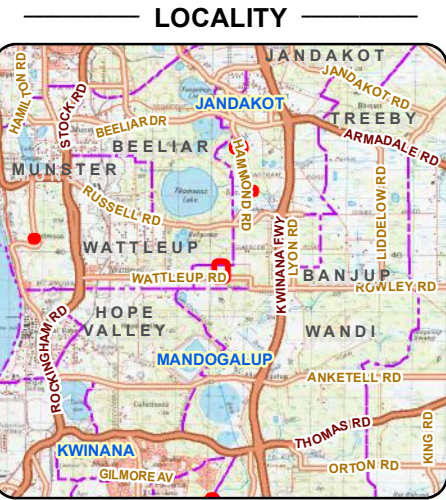 LOCALITY
JANDAKOT
HAMILTON RD
STOCK RD
JANDAKOT RD
JANDAKOT
BEELIAR DR
TREEBY
ARMADALE RD
BEELIAR
HAMMOND RD
MUNSTER
Thomsons
Lake
LIDDELOW RD
RUSSELL RD
KWINANA FWY
LYON RD
WATTLEUP
WATTLEUP RD
BANJUP
ROWLEY RD
HOPE
VALLEY
WANDI
ROCKINGHAM RD
MANDOGALUP
ANKETELL RD
THOMAS RD
KING RD
KWINANA
ORTON RD
GILMORE AV